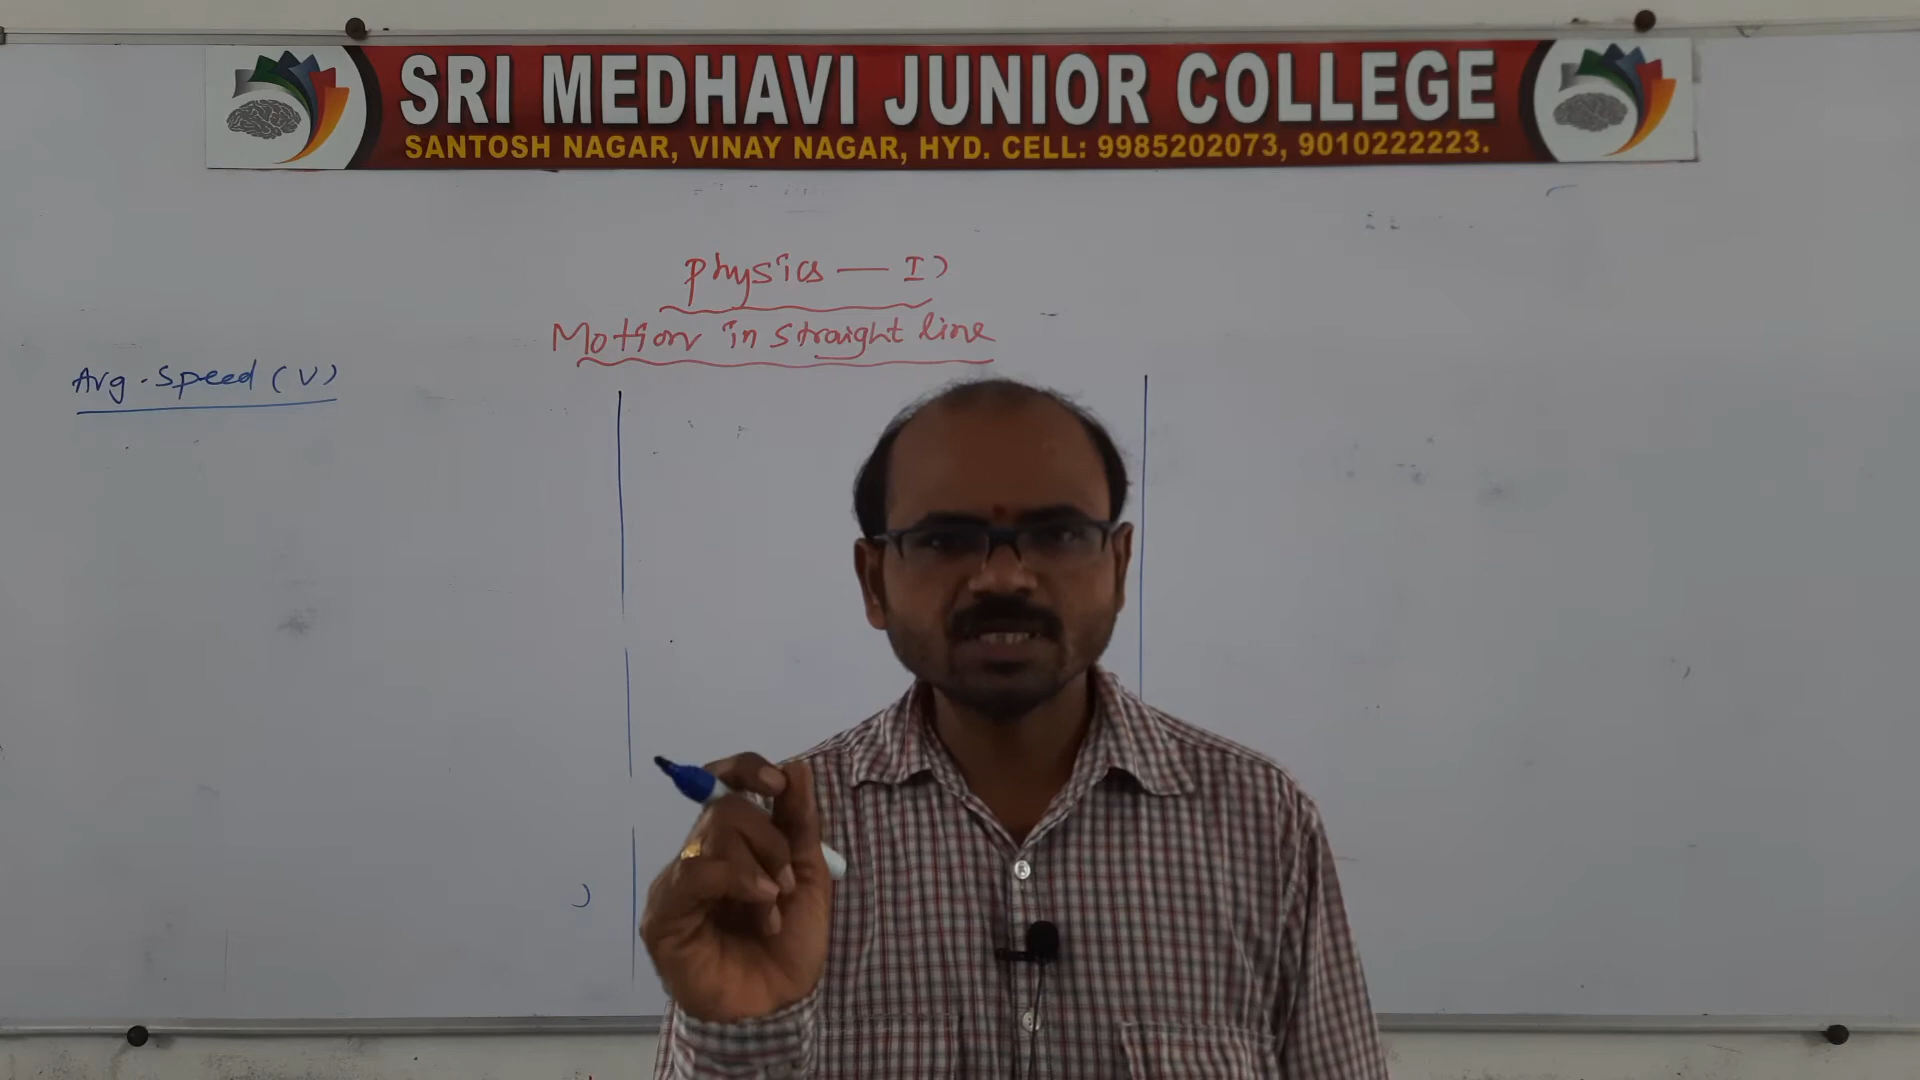 SRI MEDHAVI JUNIOR COLLEGE
SANTOSH NAGAR, VINAY NAGAR, HYD. CELL: 9985202073, 9010222223.
Physics — I)
Motion in straight line
Avg. Speed (V)